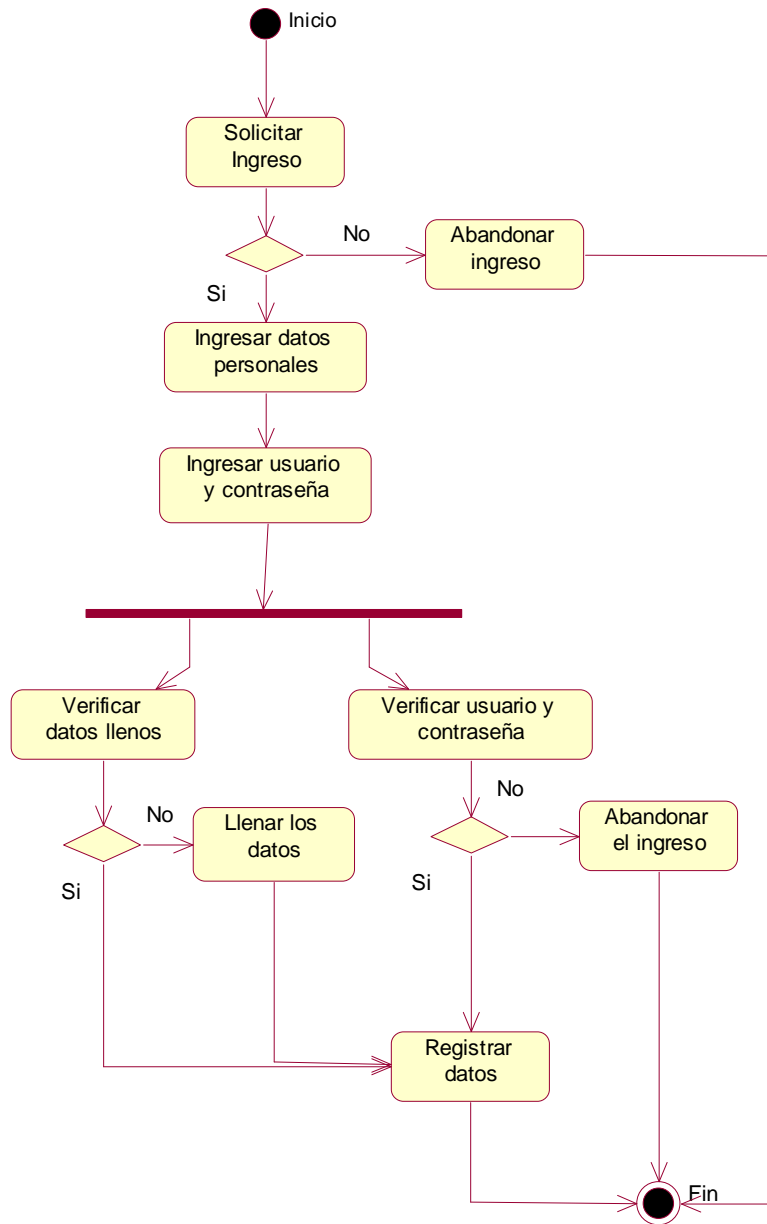 Inicio
Solicitar
Ingreso
No
Abandonar
ingreso
Si
Ingresar datos
personales
Ingresar usuario
y contraseña
Verificar
datos llenos
Verificar usuario y
contraseña
No
Llenar los
datos
No
Abandonar
el ingreso
Si
Si
Registrar
datos
Fin